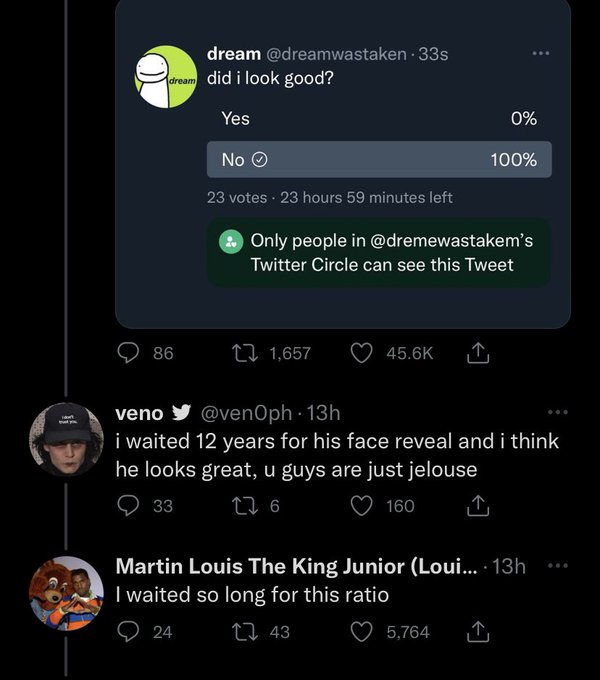 dream @dreamwastaken · 33s
dream
did i look good?
Yes 0%
No 100%
23 votes · 23 hours 59 minutes left
Only people in @dremewastakem's
Twitter Circle can see this Tweet
86 1,657 45.6K
veno @ven0ph · 13h
I don't
trust you.
i waited 12 years for his face reveal and i think
he looks great, u guys are just jelouse
33 6 160
Martin Louis The King Junior (Loui... · 13h
I waited so long for this ratio
24 43 5,764